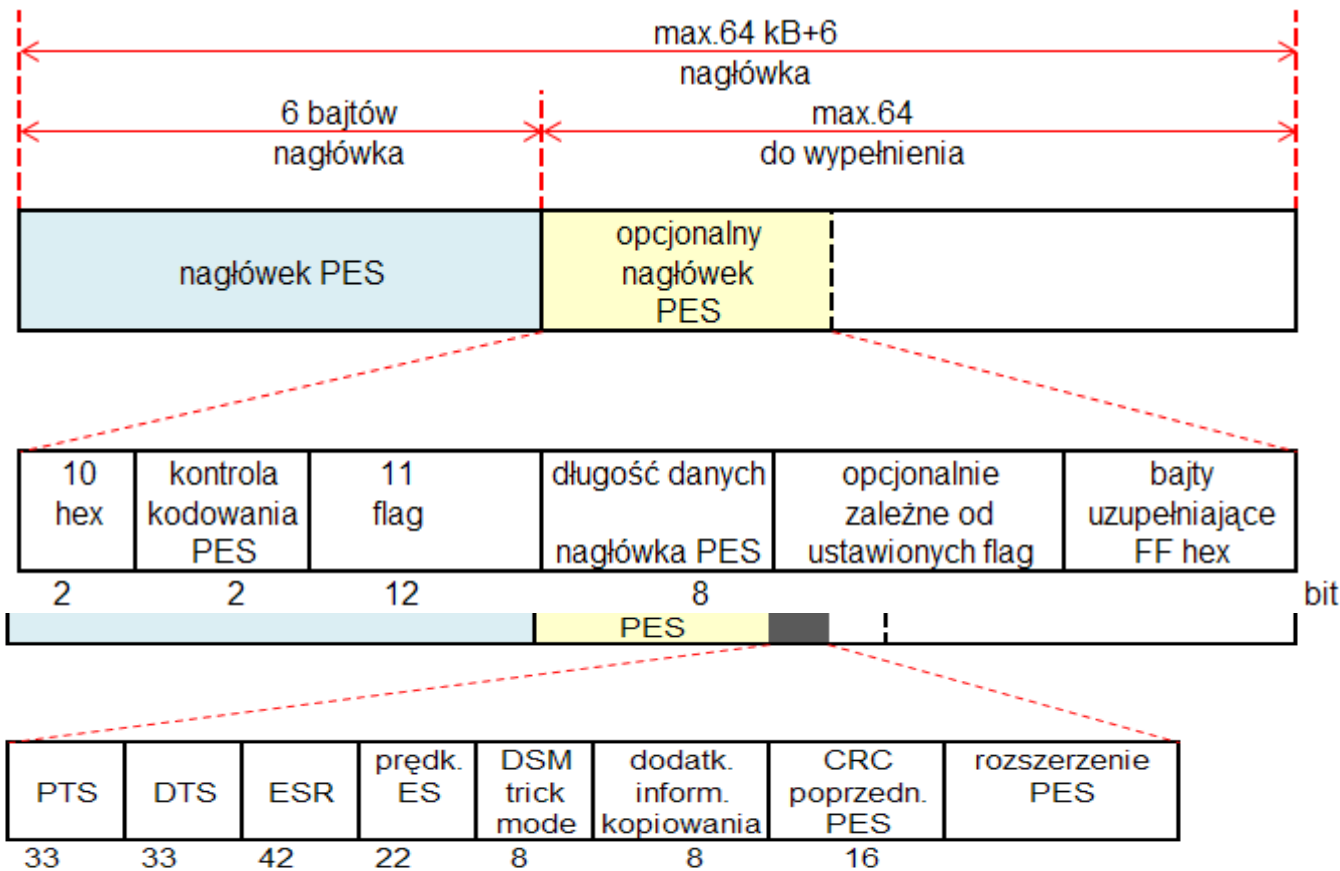 max.64 kB+6
nagłówka
6 bajtów
nagłówka
max.64
do wypełnienia
nagłówek PES
opcjonalny
nagłówek
PES
10
hex
kontrola
kodowania
PES
11
flag
długość danych
nagłówka PES
opcjonalnie
zależne od
ustawionych flag
bajty
uzupełniające
FF hex
2
2
12
8
bit
PES
PTS
DTS
ESR
prędk.
ES
DSM
trick
mode
dodatk.
inform.
kopiowania
CRC
poprzedn.
PES
rozszerzenie
PES
33
33
42
22
8
8
16